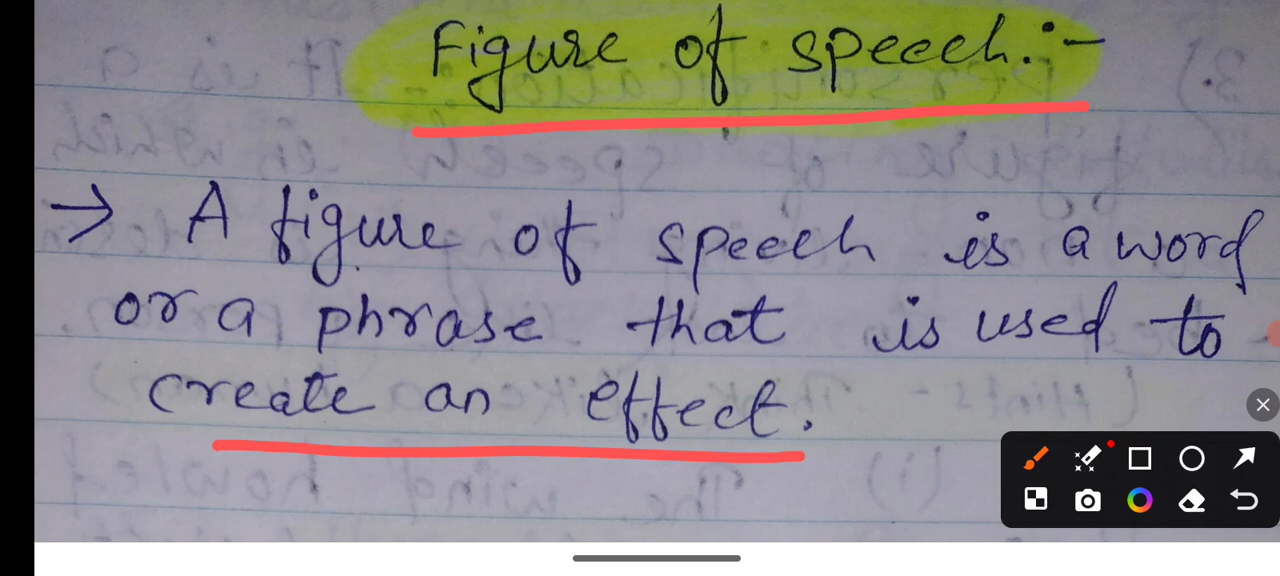 Figure of speech:-
→ A figure of speech is a word
or a phrase that is used to
create an effect.